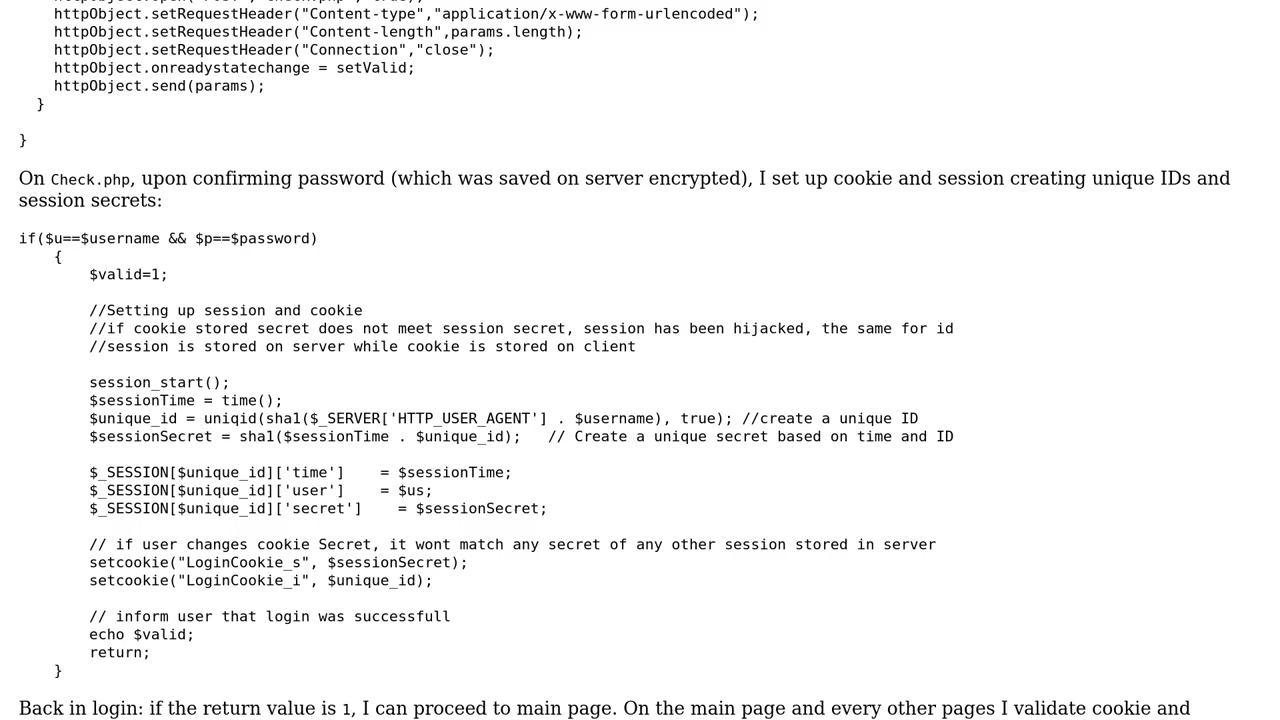 httpObject.setRequestHeader("Content-type","application/x-www-form-urlencoded");
httpObject.setRequestHeader("Content-length",params.length);
httpObject.setRequestHeader("Connection","close");
httpObject.onreadystatechange = setValid;
httpObject.send(params);
}
}
On Check.php, upon confirming password (which was saved on server encrypted), I set up cookie and session creating unique IDs and
session secrets:
if($u==$username && $p==$password)
{
$valid=1;
//Setting up session and cookie
//if cookie stored secret does not meet session secret, session has been hijacked, the same for id
//session is stored on server while cookie is stored on client
session_start();
$sessionTime = time();
$unique_id = uniqid(sha1($_SERVER['HTTP_USER_AGENT'] . $username), true); //create a unique ID
$sessionSecret = sha1($sessionTime . $unique_id);   // Create a unique secret based on time and ID
$_SESSION[$unique_id]['time']    = $sessionTime;
$_SESSION[$unique_id]['user']    = $us;
$_SESSION[$unique_id]['secret']    = $sessionSecret;
// if user changes cookie Secret, it wont match any secret of any other session stored in server
setcookie("LoginCookie_s", $sessionSecret);
setcookie("LoginCookie_i", $unique_id);
// inform user that login was successfull
echo $valid;
return;
}
Back in login: if the return value is 1, I can proceed to main page. On the main page and every other pages I validate cookie and